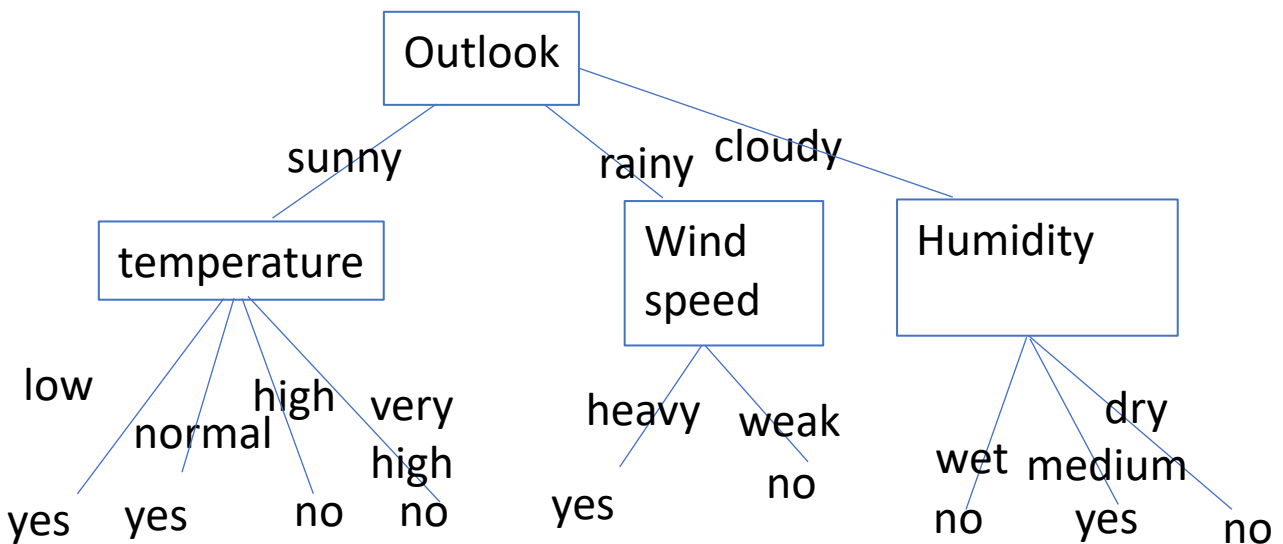 Outlook
sunny
rainy
cloudy
temperature
Wind
speed
Humidity
low
normal
high
very
high
heavy
weak
wet
medium
dry
yes
yes
no
no
yes
no
no
yes
no